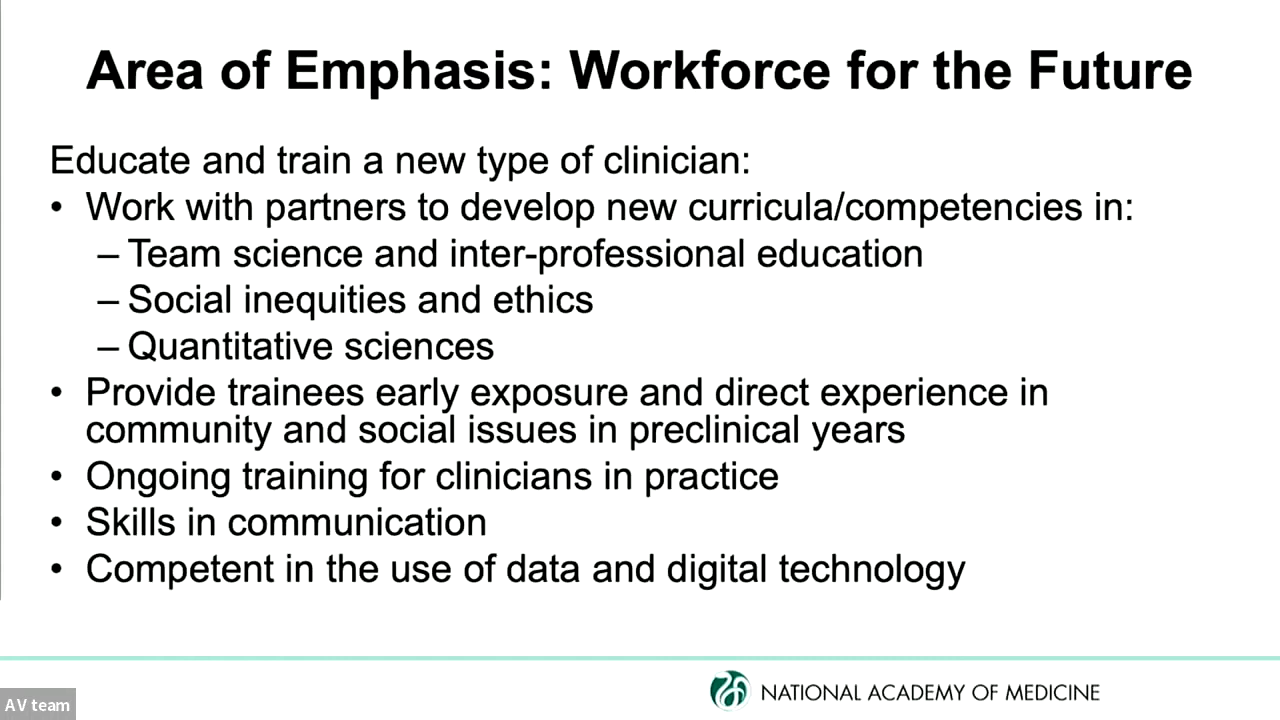 Area of Emphasis: Workforce for the Future
Educate and train a new type of clinician:
• Work with partners to develop new curricula/competencies in:
– Team science and inter-professional education
– Social inequities and ethics
– Quantitative sciences
• Provide trainees early exposure and direct experience in
community and social issues in preclinical years
• Ongoing training for clinicians in practice
• Skills in communication
• Competent in the use of data and digital technology
NATIONAL ACADEMY OF MEDICINE
AV team